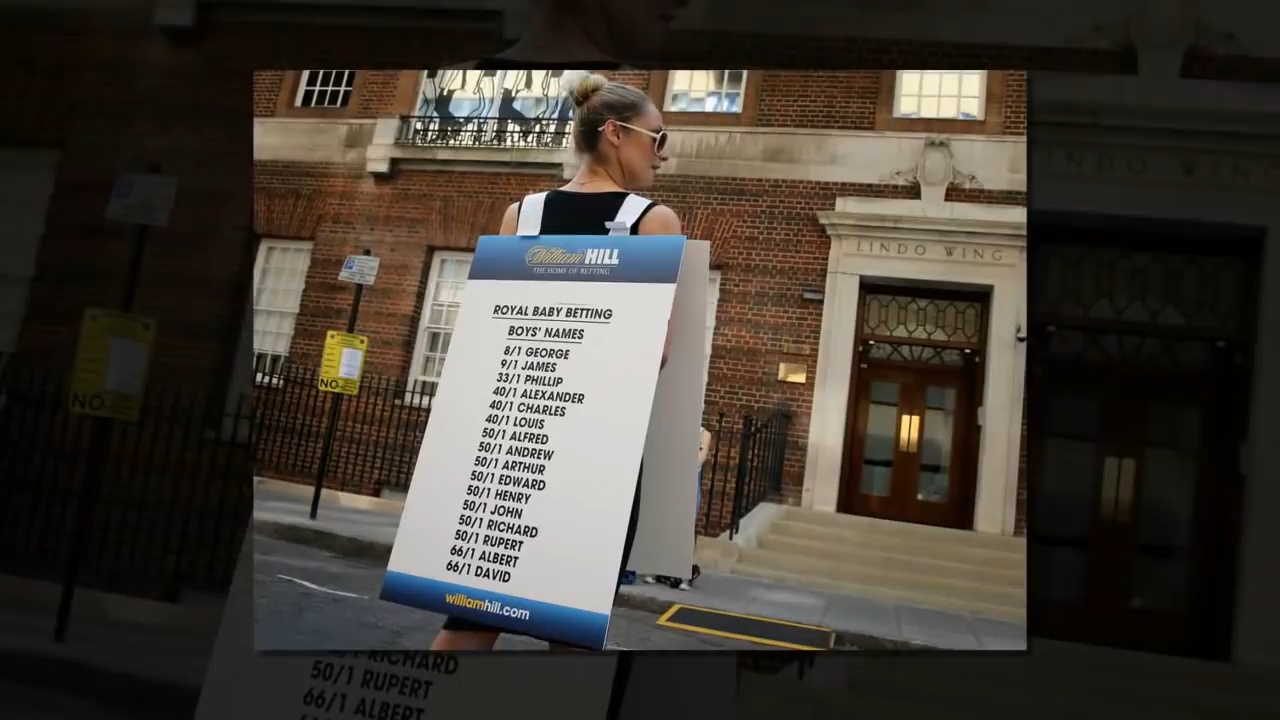 William HILL
THE HOME OF BETTING
ROYAL BABY BETTING
BOYS' NAMES
8/1 GEORGE
9/1 JAMES
33/1 PHILLIP
40/1 ALEXANDER
40/1 CHARLES
40/1 LOUIS
50/1 ALFRED
50/1 ANDREW
50/1 ARTHUR
50/1 EDWARD
50/1 HENRY
50/1 JOHN
50/1 RICHARD
50/1 RUPERT
66/1 ALBERT
66/1 DAVID
williamhill.com
LINDO WING
NO
LINDO WING
NO
RICHARD
50/1 RUPERT
66/1 ALBERT